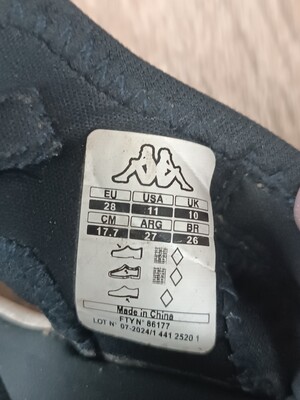 EU USA UK
28 11 10
CM ARG BR
17.7 27 26
Made in China
FTY N° 86177
LOT N° 07-2024/1 441 2520 1